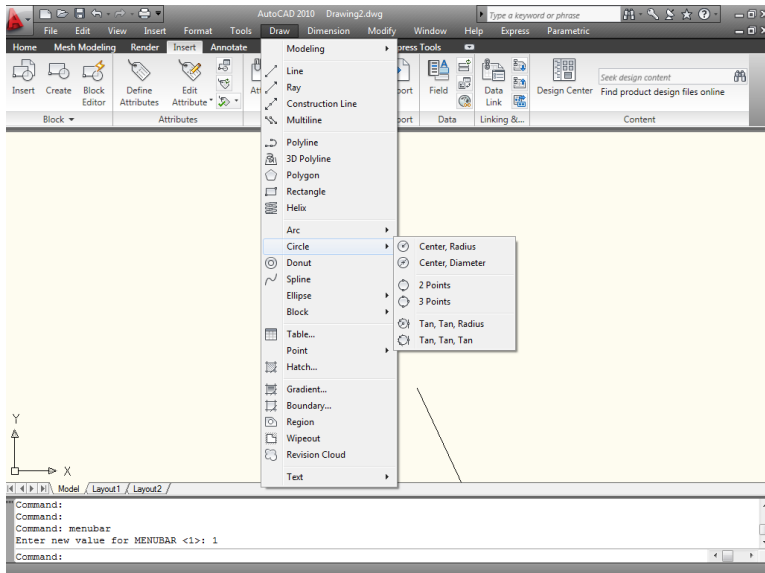 AutoCAD 2010 Drawing2.dwg Type a keyword or phrase
File Edit View Insert Format Tools Draw Dimension Modify Window Help Express Parametric
Home Mesh Modeling Render Insert Annotate press Tools
Insert Create Block Editor Define Attributes Edit Attribute Att port Field Data Link Design Center Seek design content
Find product design files online
Block Attributes port Data Linking &... Content
Modeling
Line
Ray
Construction Line
Multiline
Polyline
3D Polyline
Polygon
Rectangle
Helix
Arc
Circle
Donut
Spline
Ellipse
Block
Table...
Point
Hatch...
Gradient...
Boundary...
Region
Wipeout
Revision Cloud
Text
Center, Radius
Center, Diameter
2 Points
3 Points
Tan, Tan, Radius
Tan, Tan, Tan
Y
X
Model Layout1 Layout2
Command:
Command:
Command: menubar
Enter new value for MENUBAR <1>: 1
Command: